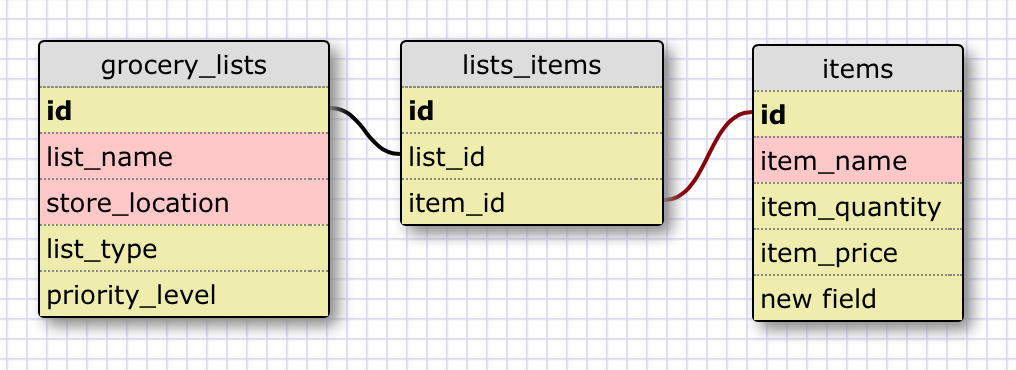 grocery_lists
id
list_name
store_location
list_type
priority_level
lists_items
id
list_id
item_id
items
id
item_name
item_quantity
item_price
new field